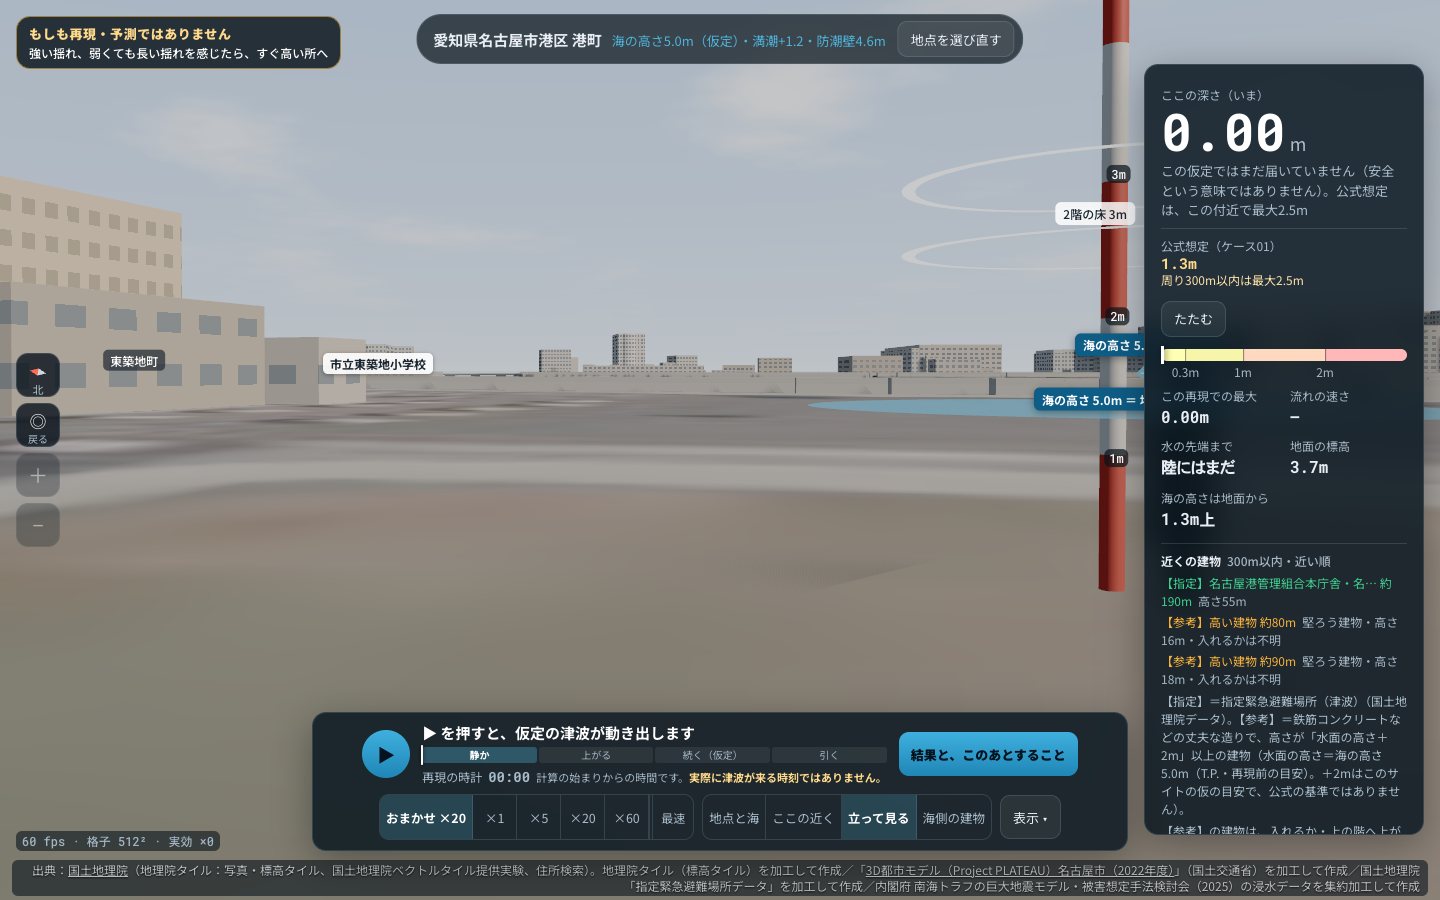 もしも再現・予測ではありません
強い揺れ、弱くても長い揺れを感じたら、すぐ高い所へ
愛知県名古屋市港区 港町 海の高さ5.0m（仮定）・満潮+1.2・防潮壁4.6m 地点を選び直す
ここの深さ（いま）
0.00 m
この仮定ではまだ届いていません（安全
という意味ではありません）。公式想定
は、この付近で最大2.5m
公式想定（ケース01）
1.3m
周り300m以内は最大2.5m
たたむ
0.3m 1m 2m
この再現での最大 流れの速さ
0.00m –
水の先端まで 地面の標高
陸にはまだ 3.7m
海の高さは地面から
1.3m上
近くの建物 300m以内・近い順
【指定】名古屋港管理組合本庁舎・名… 約
190m 高さ55m
【参考】高い建物 約80m 堅ろう建物・高さ
16m・入れるかは不明
【参考】高い建物 約90m 堅ろう建物・高さ
18m・入れるかは不明
【指定】＝指定緊急避難場所（津波）（国土地
理院データ）。【参考】＝鉄筋コンクリートな
どの丈夫な造りで、高さが「水面の高さ＋
2m」以上の建物（水面の高さ＝海の高さ
5.0m（T.P.・再現前の目安）。＋2mはこのサ
イトの仮の目安で、公式の基準ではありませ
ん）。
【参考】の建物は、入れるか・上の階へ上が
3m
2階の床 3m
2m
海の高さ 5.
海の高さ 5.0m ＝
1m
東築地町
市立東築地小学校
北
戻る
+
−
▶ を押すと、仮定の津波が動き出します
静か 上がる 続く（仮定） 引く
再現の時計 00:00 計算の始まりからの時間です。実際に津波が来る時刻ではありません。
結果と、このあとすること
おまかせ ×20 ×1 ×5 ×20 ×60 最速 地点と海 ここの近く 立って見る 海側の建物 表示 ▾
60 fps · 格子 512² · 実効 ×0
出典：国土地理院（地理院タイル：写真・標高タイル、国土地理院ベクトルタイル提供実験、住所検索）。地理院タイル（標高タイル）を加工して作成／「3D都市モデル（Project PLATEAU）名古屋市（2022年度）」（国土交通省）を加工して作成／国土地理院
「指定緊急避難場所データ」を加工して作成／内閣府 南海トラフの巨大地震モデル・被害想定手法検討会（2025）の浸水データを集約加工して作成